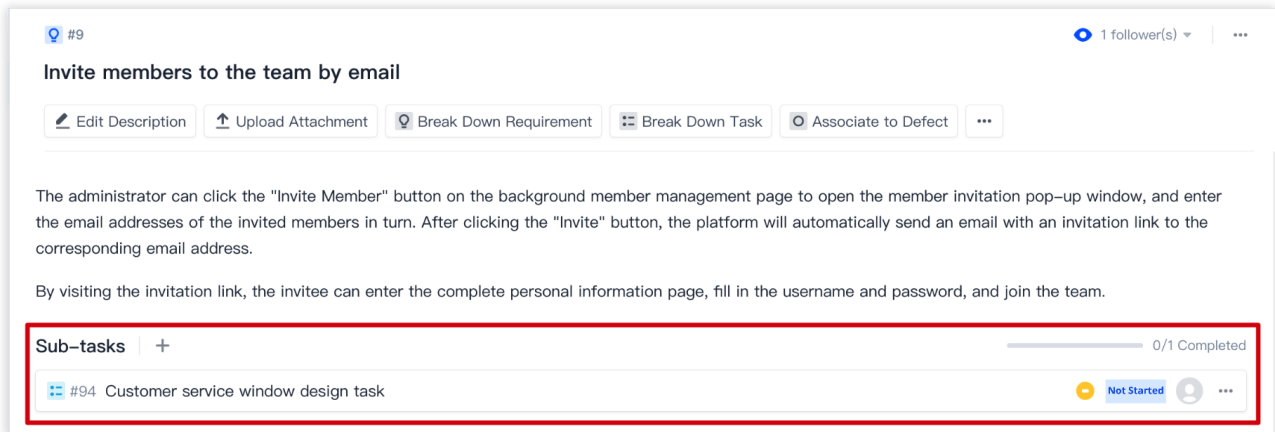 #9
1 follower(s)
Invite members to the team by email
Edit Description Upload Attachment Break Down Requirement Break Down Task Associate to Defect
The administrator can click the "Invite Member" button on the background member management page to open the member invitation pop-up window, and enter
the email addresses of the invited members in turn. After clicking the "Invite" button, the platform will automatically send an email with an invitation link to the
corresponding email address.
By visiting the invitation link, the invitee can enter the complete personal information page, fill in the username and password, and join the team.
Sub-tasks
0/1 Completed
#94 Customer service window design task
Not Started